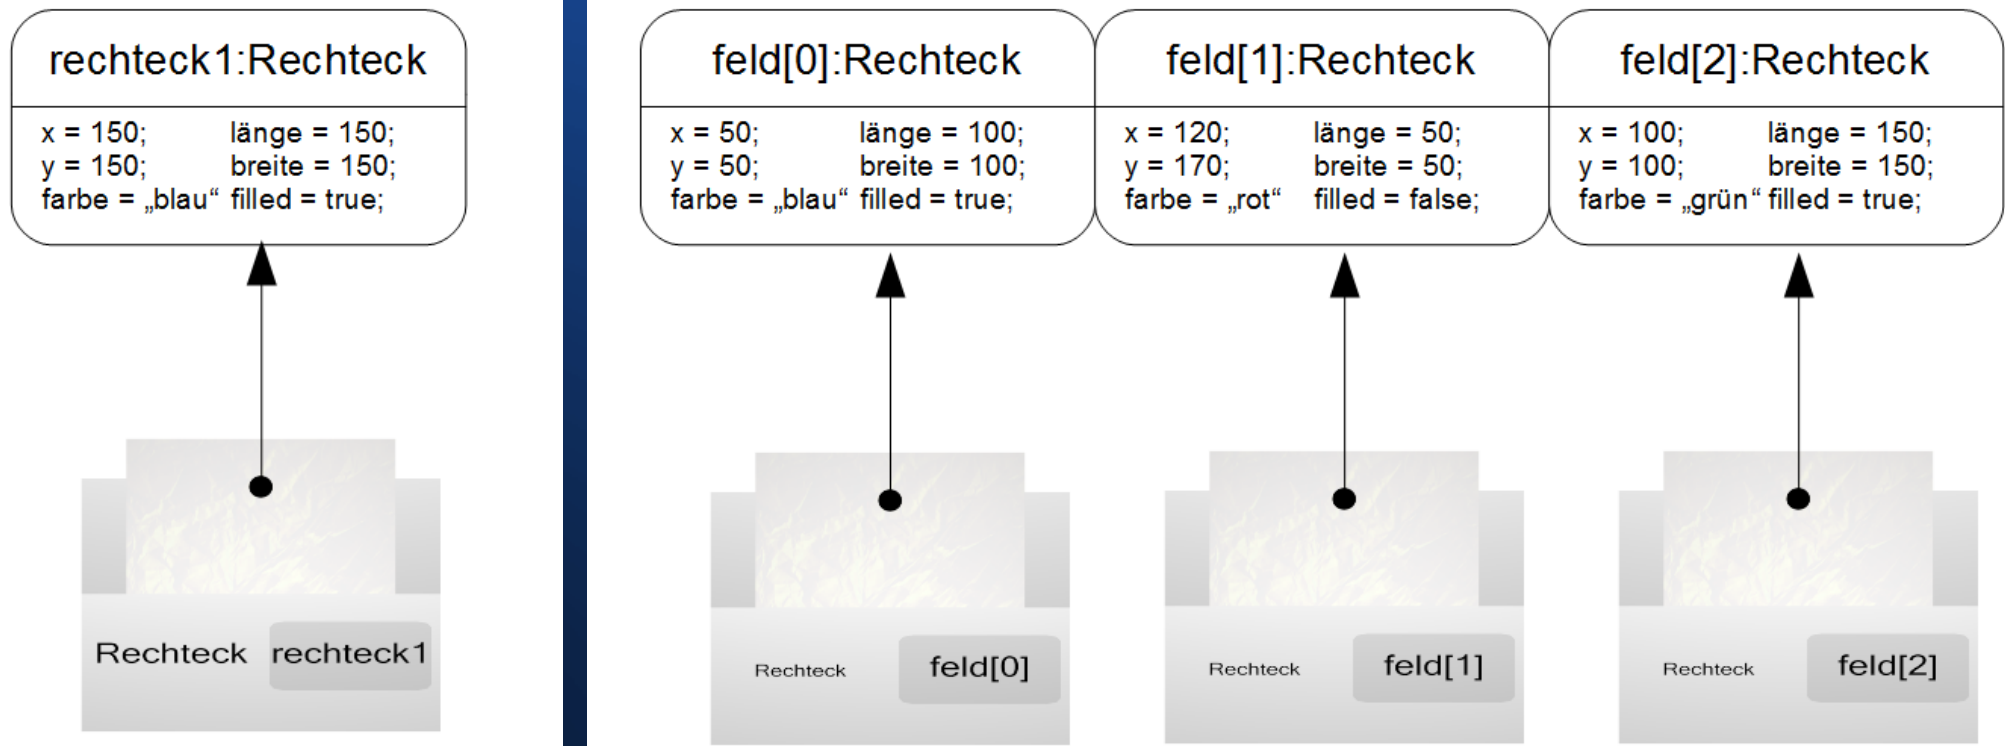 rechteck1:Rechteck
x = 150; länge = 150;
y = 150; breite = 150;
farbe = „blau“ filled = true;
Rechteck rechteck1
feld[0]:Rechteck
x = 50; länge = 100;
y = 50; breite = 100;
farbe = „blau“ filled = true;
Rechteck feld[0]
feld[1]:Rechteck
x = 120; länge = 50;
y = 170; breite = 50;
farbe = „rot“ filled = false;
Rechteck feld[1]
feld[2]:Rechteck
x = 100; länge = 150;
y = 100; breite = 150;
farbe = „grün“ filled = true;
Rechteck feld[2]